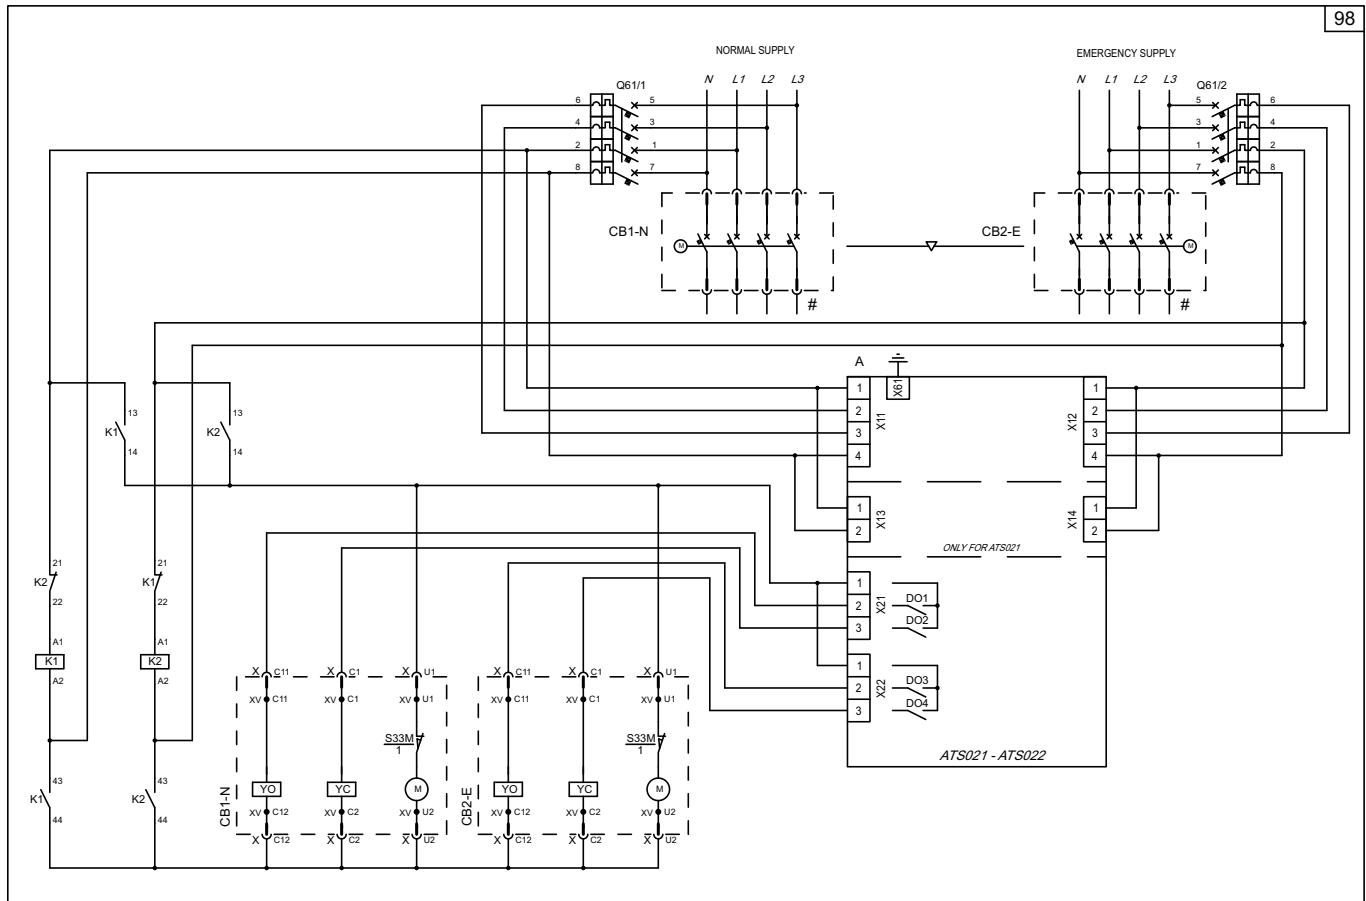 98
NORMAL SUPPLY
EMERGENCY SUPPLY
N L1 L2 L3
N L1 L2 L3
Q61/1
Q61/2
6 5
5 6
4 3
3 4
2 1
1 2
8 7
7 8
CB1-N
M
CB2-E
M
#
#
A
X61
1
2
3
4
X11
1
2
3
4
X12
K1
13
14
K2
13
14
1
2
X13
1
2
X14
ONLY FOR ATS021
K2
21
22
K1
21
22
1
2
3
X21
DO1
DO2
A1
K1
A2
A1
K2
A2
1
2
3
X22
DO3
DO4
ATS021 - ATS022
X C11
X C1
X U1
X C11
X C1
X U1
XV C11
XV C1
XV U1
XV C11
XV C1
XV U1
S33M
1
S33M
1
K1
43
44
K2
43
44
CB1-N
YO
YC
M
CB2-E
YO
YC
M
XV C12
XV C2
XV U2
XV C12
XV C2
XV U2
X C12
X C2
X U2
X C12
X C2
X U2